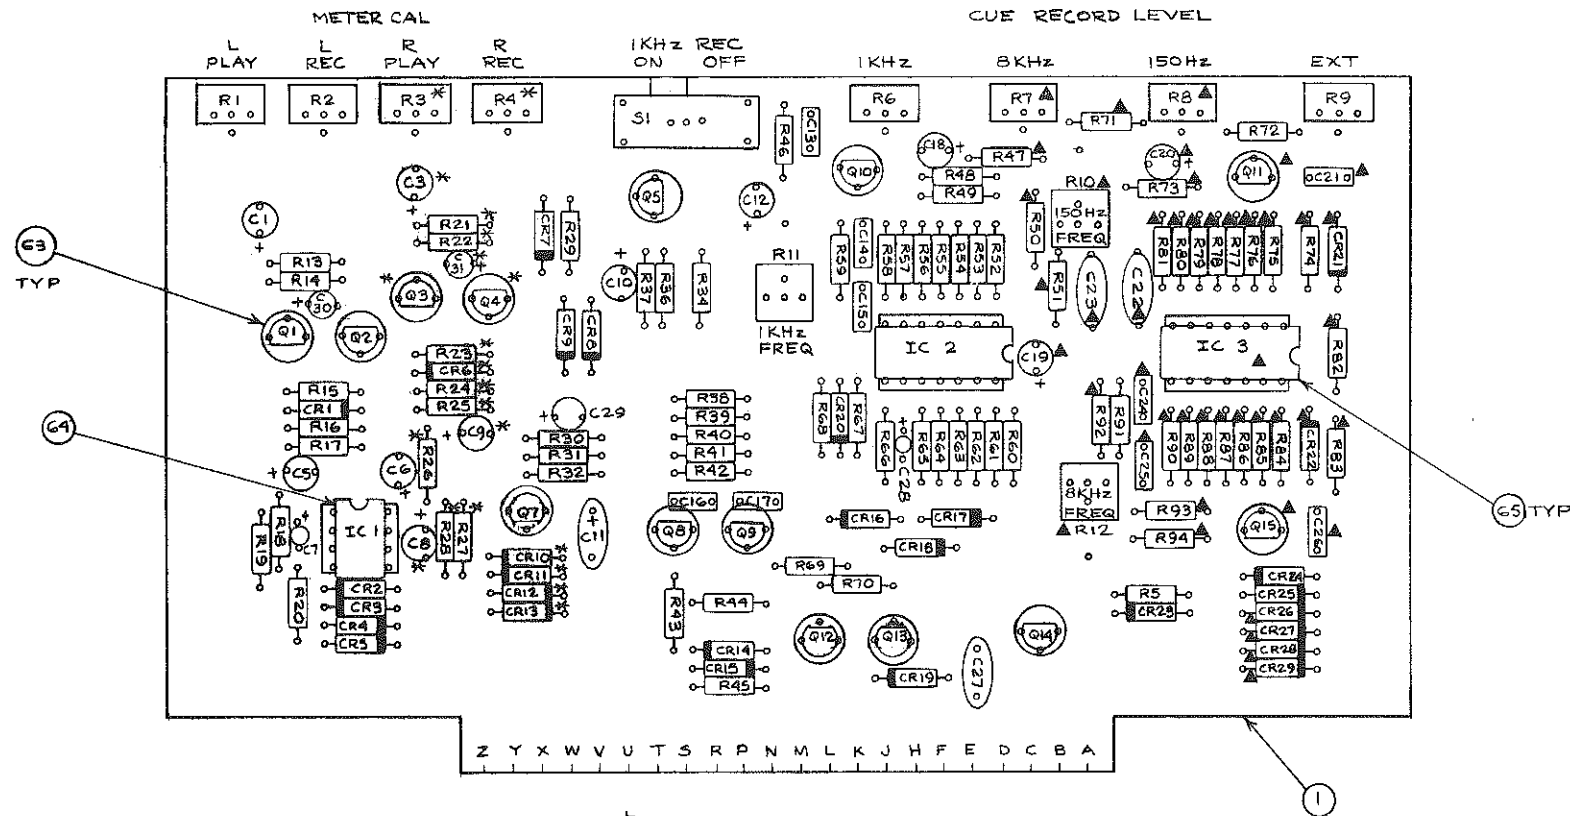 METER CAL
CUE RECORD LEVEL
L PLAY
L REC
R PLAY
R REC
1KHz REC
ON OFF
1KHz
8KHz
150Hz
EXT
R1
R2
R3*
R4*
S1
R46
C13
R6
R7
R71
R8
R72
R9
C18
R47
Q10
R48
R49
C20
R73
Q11
C21
C3 *
Q5
C12
R10
150Hz
FREQ
C1
R21
R22
C31
CR7
R29
R50
R13
R14
C30
Q3
Q4
C10
R37
R36
R34
R11
1KHz
FREQ
R59
C14
C15
R58
R57
R56
R55
R54
R53
R52
R51
C23
C22
R81
R80
R79
R78
R77
R76
R75
R74
CR21
63
TYP
Q1
Q2
CR9
CR8
IC 2
C19
IC 3
R82
R23
CR6
R24
R25
C9
R15
CR1
R16
R17
C29
R38
R39
R40
R41
R42
R68
CR20
R67
R92
R91
C24
C25
64
R30
R31
R32
R66
C28
R65
R64
R63
R62
R61
R60
R90
R89
R88
R87
R86
R85
R84
CR22
R83
C5
C6
R26
8KHz
FREQ
R12
65 TYP
R19
R18
C7
IC 1
C8
R28
R27
Q7
C11
C16
C17
Q8
Q9
CR16
CR17
CR18
R93
R94
Q15
C26
CR10
CR11
CR12
CR13
R69
R70
R20
CR2
CR3
CR4
CR5
R43
R44
R5
CR23
CR24
CR25
CR26
CR27
CR28
CR29
Q12
Q13
Q14
CR14
CR15
R45
CR19
C27
Z Y X W V U T S R P N M L K J H F E D C B A
1
L